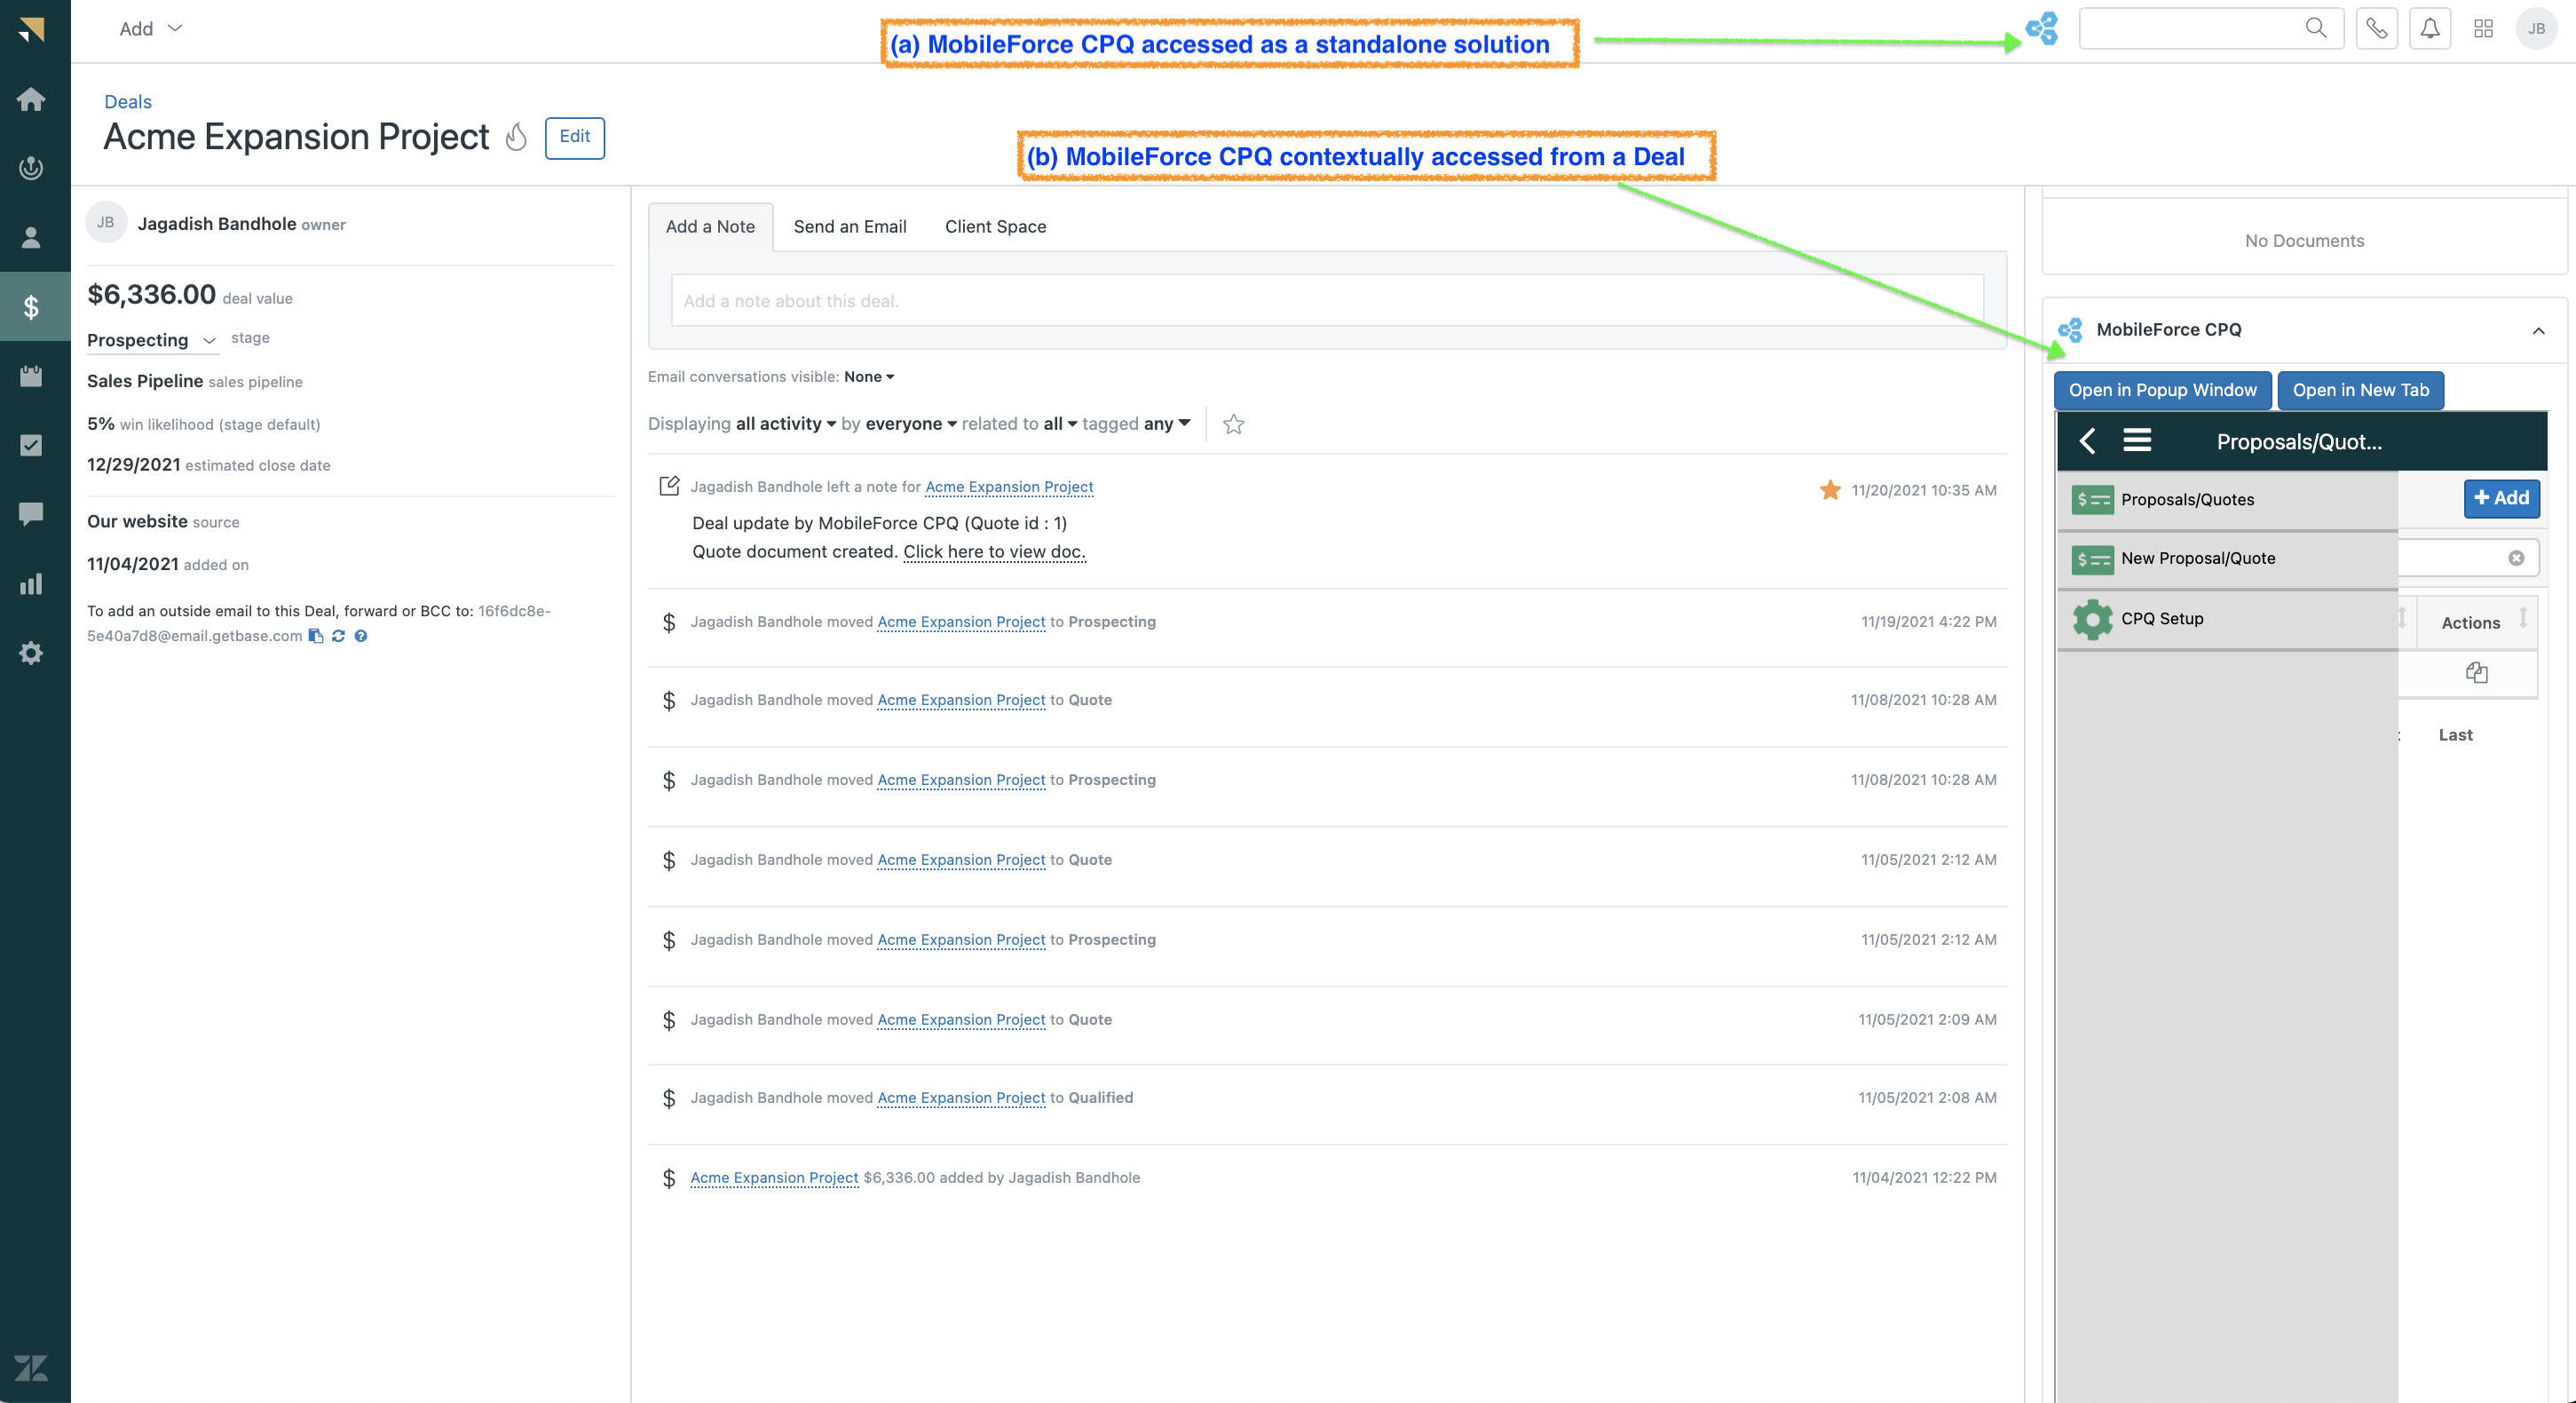 Add
(a) MobileForce CPQ accessed as a standalone solution
JB
Deals
Acme Expansion Project
Edit
(b) MobileForce CPQ contextually accessed from a Deal
JB Jagadish Bandhole owner
$6,336.00 deal value
Prospecting stage
Sales Pipeline sales pipeline
5% win likelihood (stage default)
12/29/2021 estimated close date
Our website source
11/04/2021 added on
To add an outside email to this Deal, forward or BCC to: 16f6dc8e-
5e40a7d8@email.getbase.com
Add a Note Send an Email Client Space
Add a note about this deal.
Email conversations visible: None
Displaying all activity by everyone related to all tagged any
Jagadish Bandhole left a note for Acme Expansion Project 11/20/2021 10:35 AM
Deal update by MobileForce CPQ (Quote id : 1)
Quote document created. Click here to view doc.
$ Jagadish Bandhole moved Acme Expansion Project to Prospecting 11/19/2021 4:22 PM
$ Jagadish Bandhole moved Acme Expansion Project to Quote 11/08/2021 10:28 AM
$ Jagadish Bandhole moved Acme Expansion Project to Prospecting 11/08/2021 10:28 AM
$ Jagadish Bandhole moved Acme Expansion Project to Quote 11/05/2021 2:12 AM
$ Jagadish Bandhole moved Acme Expansion Project to Prospecting 11/05/2021 2:12 AM
$ Jagadish Bandhole moved Acme Expansion Project to Quote 11/05/2021 2:09 AM
$ Jagadish Bandhole moved Acme Expansion Project to Qualified 11/05/2021 2:08 AM
$ Acme Expansion Project $6,336.00 added by Jagadish Bandhole 11/04/2021 12:22 PM
No Documents
MobileForce CPQ
Open in Popup Window Open in New Tab
Proposals/Quot...
Proposals/Quotes
+ Add
New Proposal/Quote
CPQ Setup
Actions
: Last